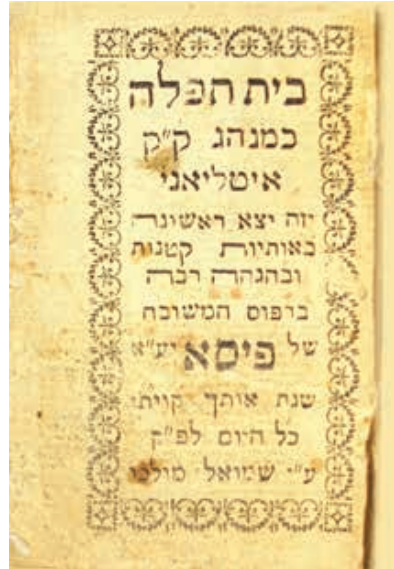 בית תפלה
כמנהג ק״ק
איטליאני
וזה יצא ראשונה
באותיות קטנות
ובהגהה רבה
בדפוס המשובח
של פיסא יע״א
שנת אותך קויתי
כל היום לפ״ק
ע״י שמואל מולכו